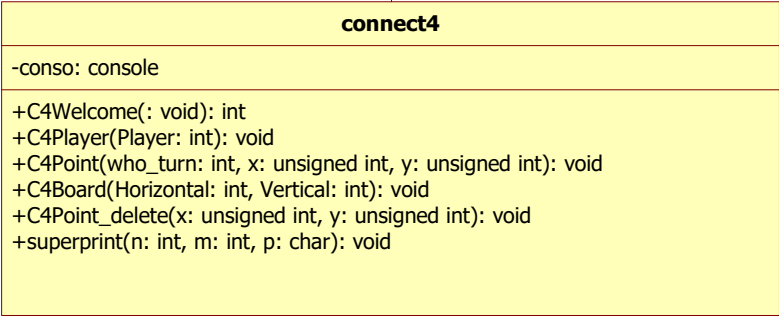 connect4
-conso: console
+C4Welcome(: void): int
+C4Player(Player: int): void
+C4Point(who_turn: int, x: unsigned int, y: unsigned int): void
+C4Board(Horizontal: int, Vertical: int): void
+C4Point_delete(x: unsigned int, y: unsigned int): void
+superprint(n: int, m: int, p: char): void